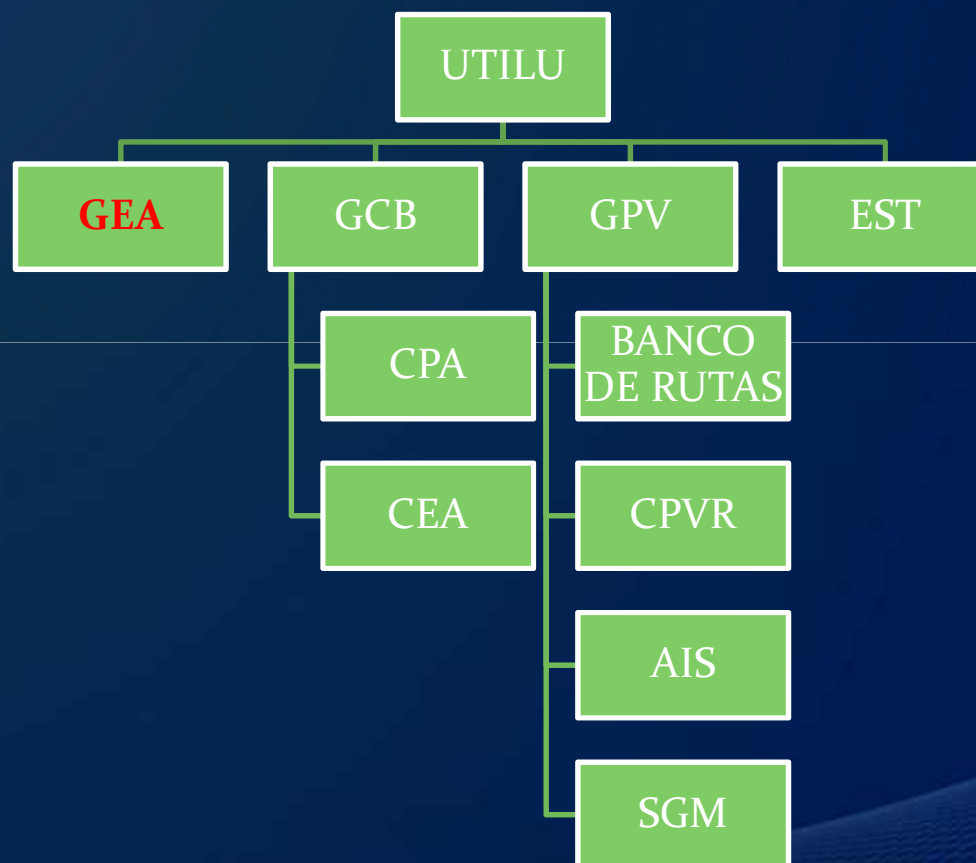 UTILU
GEA
GCB
GPV
EST
CPA
CEA
BANCO
DE RUTAS
CPVR
AIS
SGM